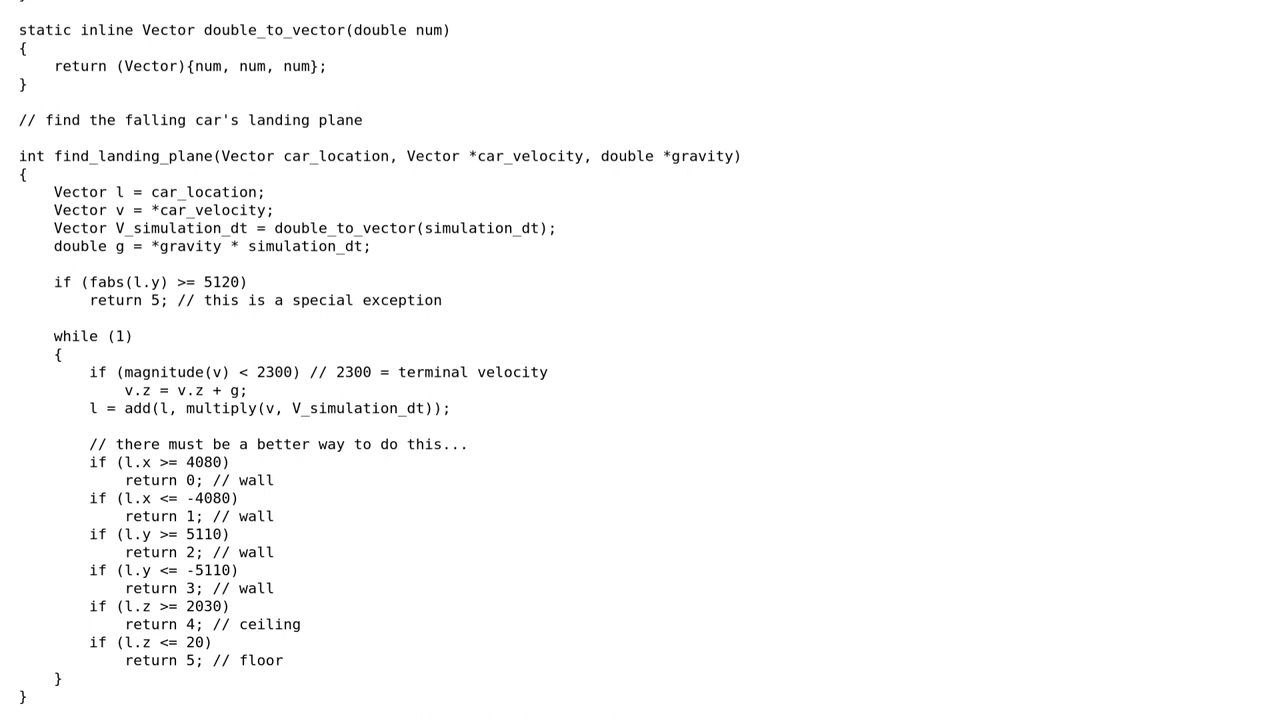 static inline Vector double_to_vector(double num)
{
    return (Vector){num, num, num};
}

// find the falling car's landing plane

int find_landing_plane(Vector car_location, Vector *car_velocity, double *gravity)
{
    Vector l = car_location;
    Vector v = *car_velocity;
    Vector V_simulation_dt = double_to_vector(simulation_dt);
    double g = *gravity * simulation_dt;

    if (fabs(l.y) >= 5120)
        return 5; // this is a special exception

    while (1)
    {
        if (magnitude(v) < 2300) // 2300 = terminal velocity
            v.z = v.z + g;
        l = add(l, multiply(v, V_simulation_dt));

        // there must be a better way to do this...
        if (l.x >= 4080)
            return 0; // wall
        if (l.x <= -4080)
            return 1; // wall
        if (l.y >= 5110)
            return 2; // wall
        if (l.y <= -5110)
            return 3; // wall
        if (l.z >= 2030)
            return 4; // ceiling
        if (l.z <= 20)
            return 5; // floor
    }
}